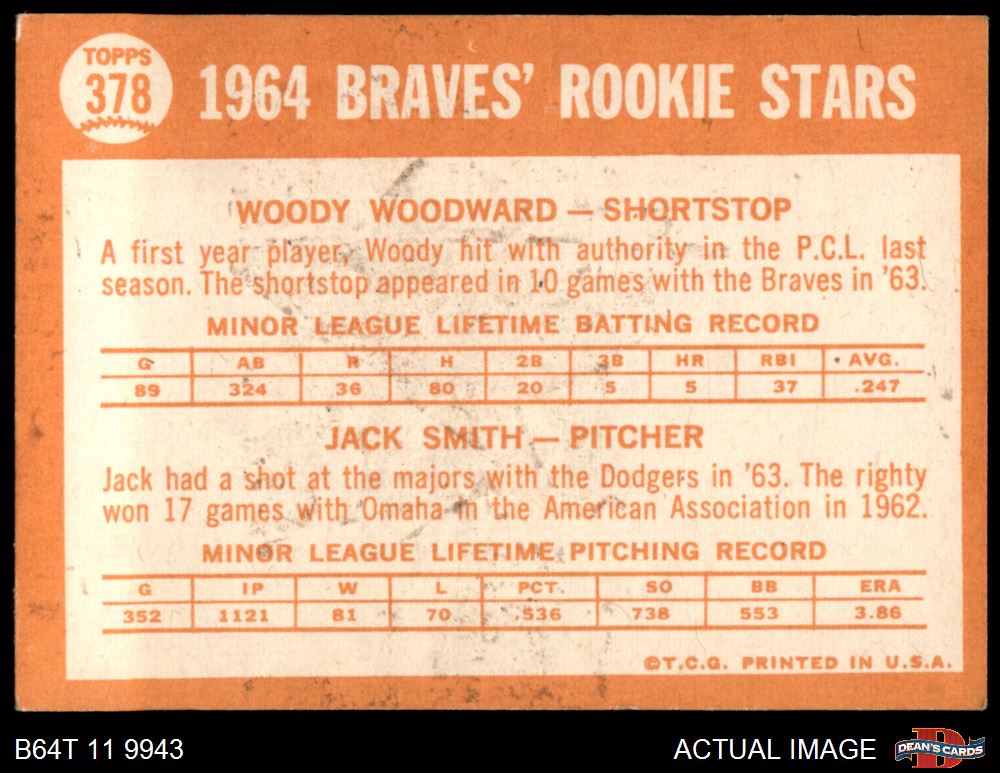 TOPPS
378
1964 BRAVES' ROOKIE STARS
WOODY WOODWARD — SHORTSTOP
A first year player, Woody hit with authority in the P.C.L. last
season. The shortstop appeared in 10 games with the Braves in '63.
MINOR LEAGUE LIFETIME BATTING RECORD
G AB R H 2B 3B HR RBI AVG.
89 324 36 80 20 5 5 37 .247
JACK SMITH — PITCHER
Jack had a shot at the majors with the Dodgers in '63. The righty
won 17 games with Omaha in the American Association in 1962.
MINOR LEAGUE LIFETIME PITCHING RECORD
G IP W L PCT. SO BB ERA
352 1121 81 70 .536 738 553 3.86
©T.C.G. PRINTED IN U.S.A.
B64T 11 9943
ACTUAL IMAGE
D
DEAN'S CARDS